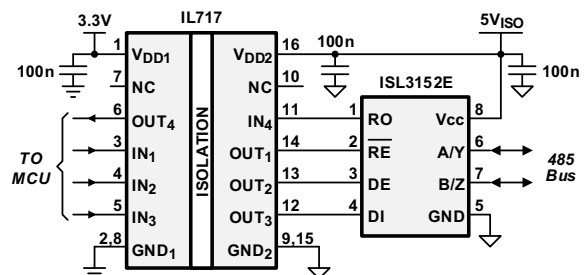 IL717
3.3V
5VISO
1 VDD1
VDD2 16
100n
100n
100n
ISL3152E
7 NC
NC 10
6 OUT4
IN4 11
1 RO
Vcc 8
TO MCU
3 IN1
ISOLATION
OUT1 14
2 RE
A/Y 6
485 Bus
4 IN2
OUT2 13
3 DE
B/Z 7
5 IN3
OUT3 12
4 DI
GND 5
2,8 GND1
GND2 9,15